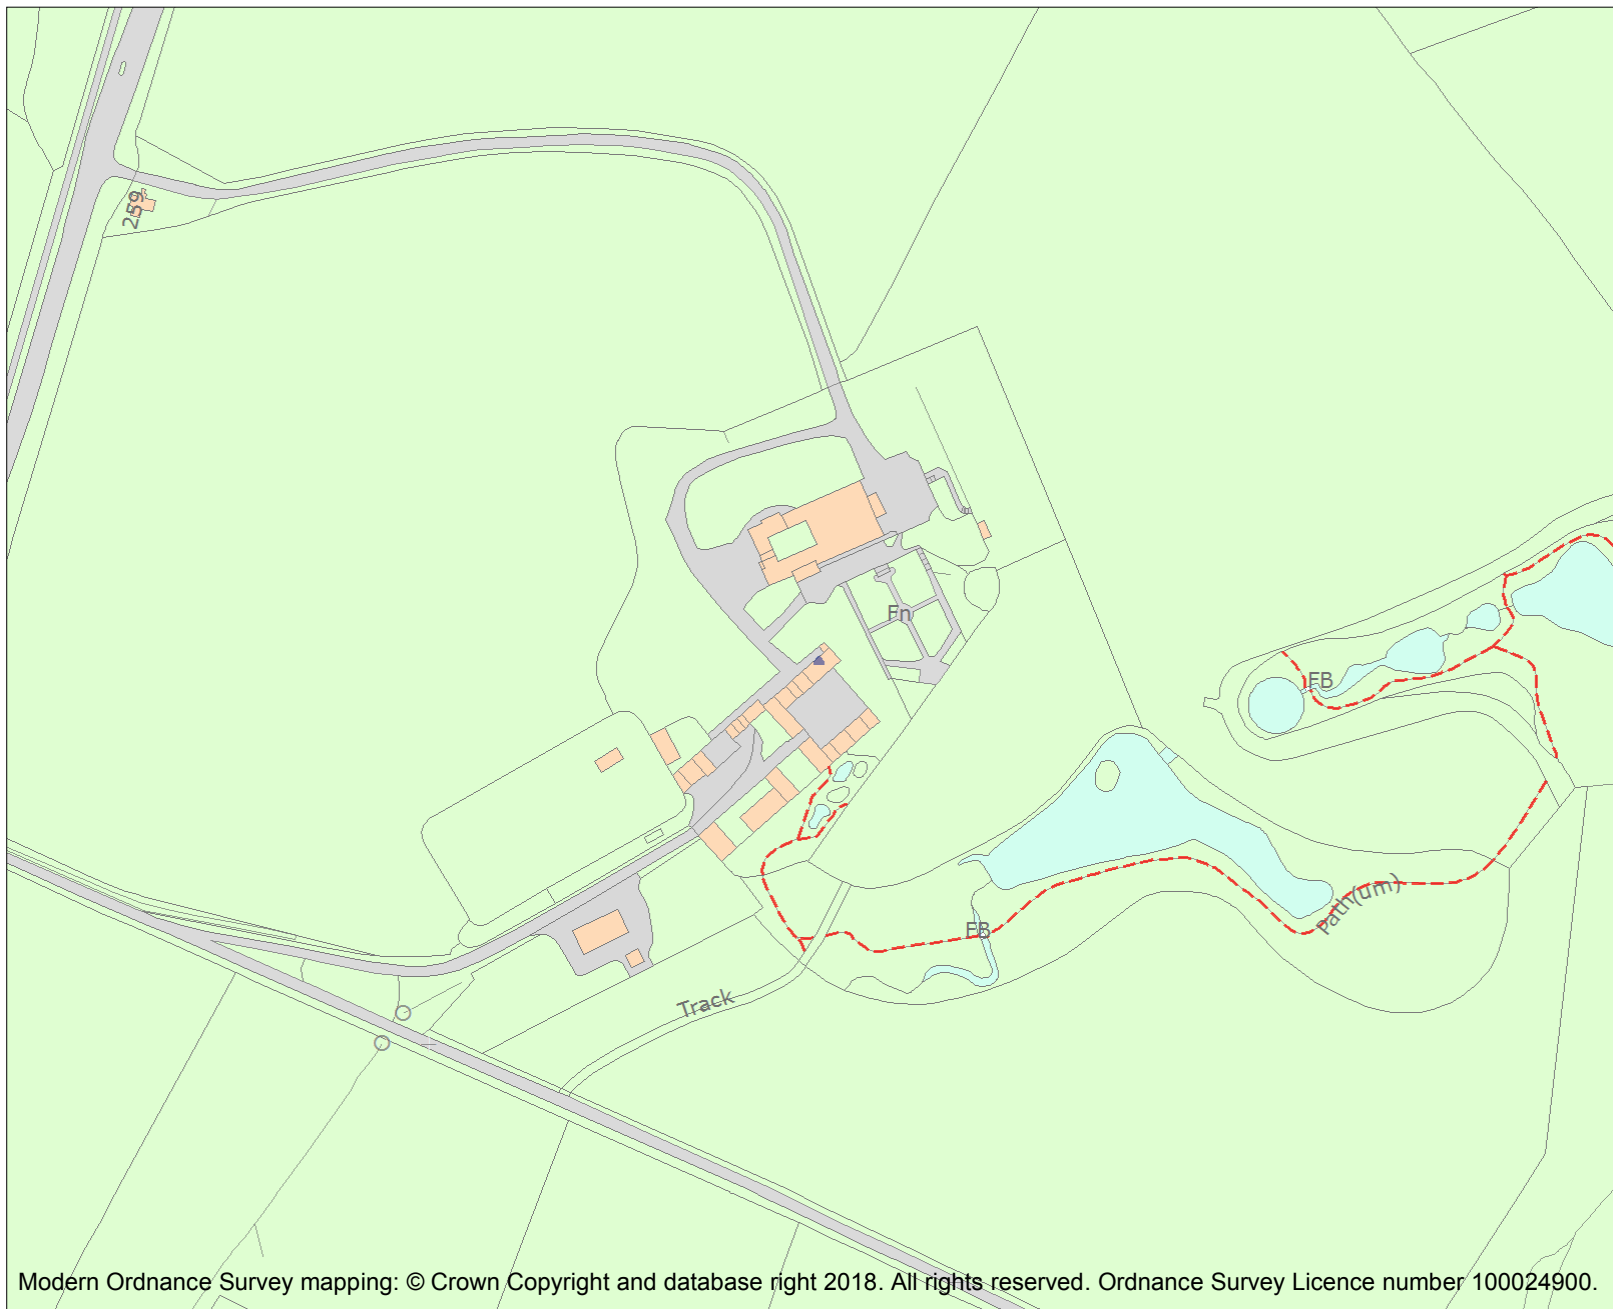 259
Fn
FB
Path(um)
FB
Track
Modern Ordnance Survey mapping: © Crown Copyright and database right 2018. All rights reserved. Ordnance Survey Licence number 100024900.